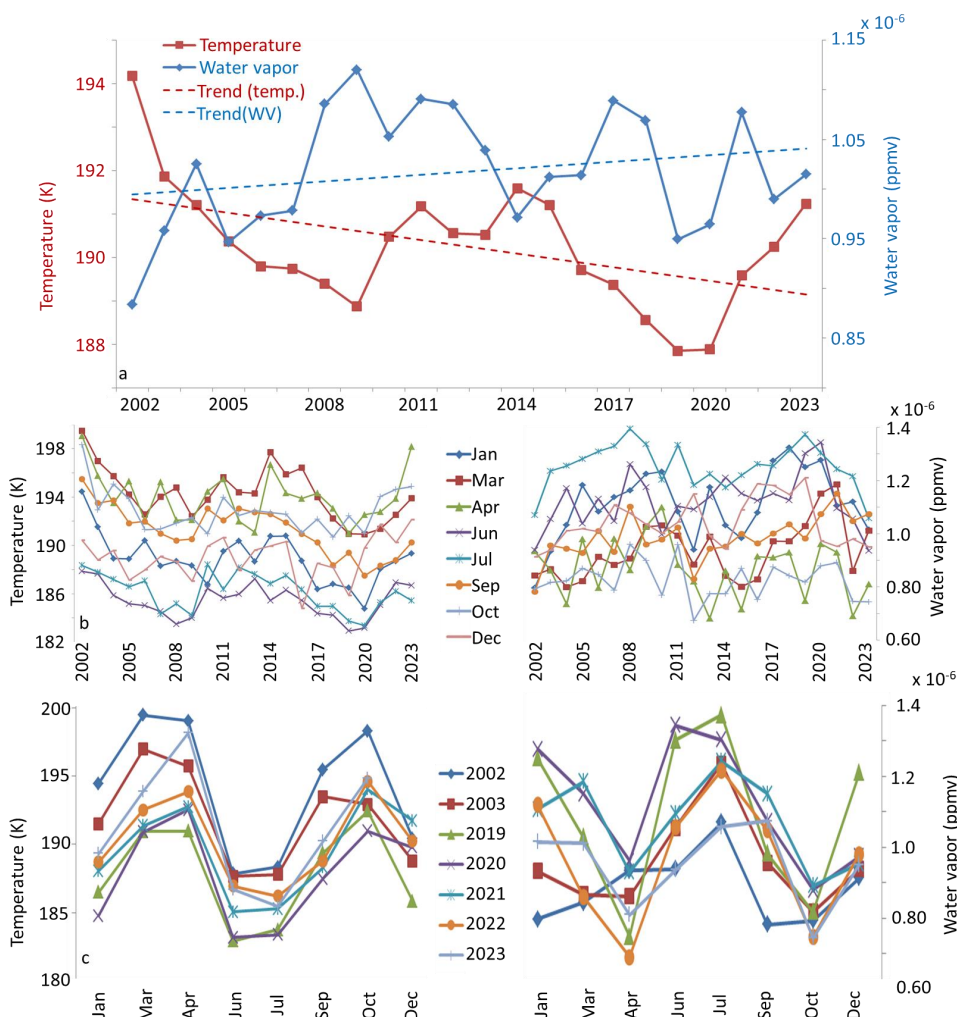 x 10⁻⁶
1.15
Temperature
194
Water vapor
Trend (temp.)
Trend(WV)
1.05
192
190
0.95
188
0.85
Temperature (K)
Water vapor (ppmv)
a
2002 2005 2008 2011 2014 2017 2020 2023
x 10⁻⁶
198
194
190
186
182
Temperature (K)
b
2002 2005 2008 2011 2014 2017 2020 2023
Jan
Mar
Apr
Jun
Jul
Sep
Oct
Dec
1.4
1.2
1.0
0.80
0.60
Water vapor (ppmv)
2002 2005 2008 2011 2014 2017 2020 2023
x 10⁻⁶
200
195
190
185
180
Temperature (K)
c
Jan Mar Apr Jun Jul Sep Oct Dec
2002
2003
2019
2020
2021
2022
2023
1.4
1.2
1.0
0.80
0.60
Water vapor (ppmv)
Jan Mar Apr Jun Jul Sep Oct Dec